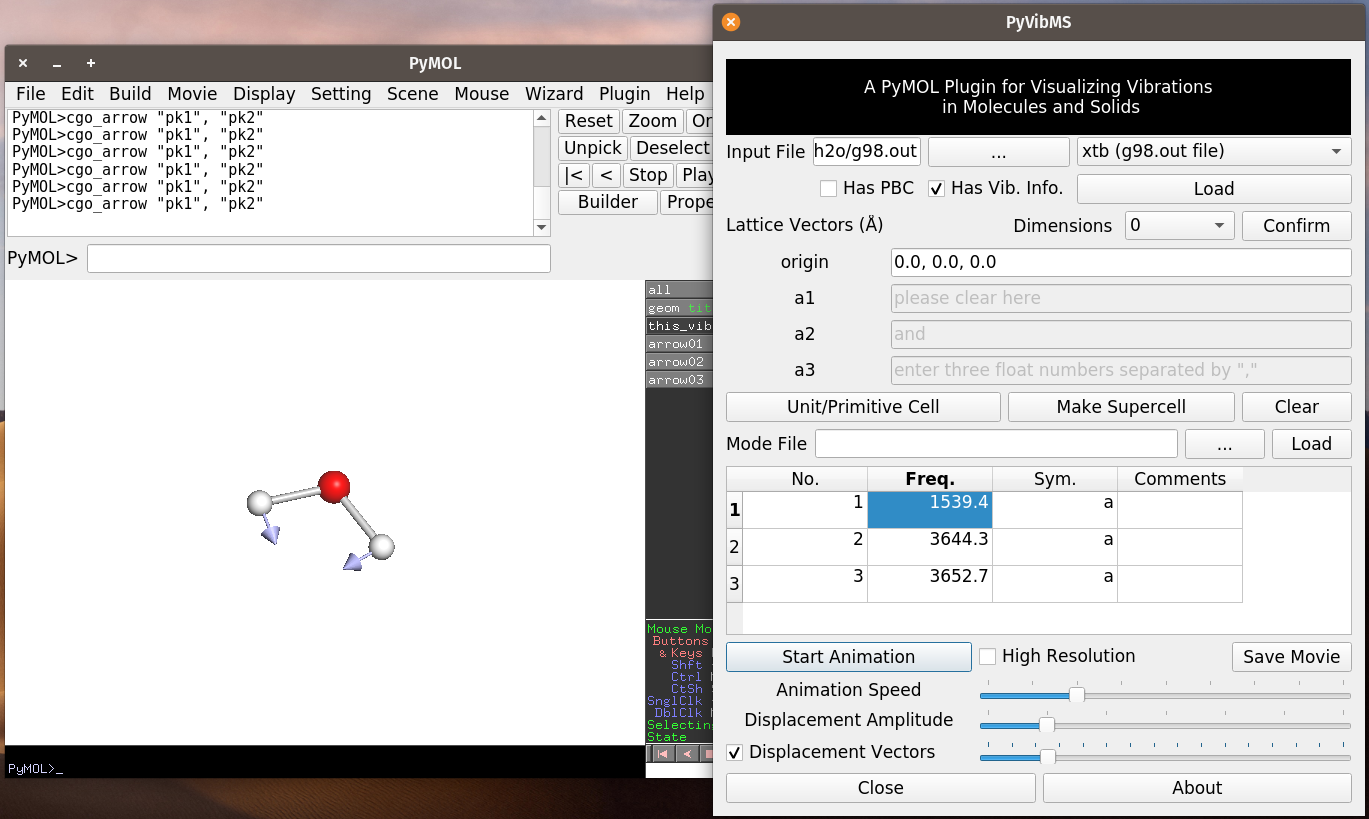 PyMOL
File Edit Build Movie Display Setting Scene Mouse Wizard Plugin Help
PyMOL>cgo_arrow "pk1", "pk2"
PyMOL>cgo_arrow "pk1", "pk2"
PyMOL>cgo_arrow "pk1", "pk2"
PyMOL>cgo_arrow "pk1", "pk2"
PyMOL>cgo_arrow "pk1", "pk2"
PyMOL>cgo_arrow "pk1", "pk2"
Reset Zoom Or
Unpick Deselect
|< < Stop Play
Builder Prope
PyMOL>
all
geom tit
this_vib
arrow01
arrow02
arrow03
Mouse Mo
Buttons
& Keys
Shft
Ctrl
CtSh
SnglClk
DblClk
Selecting
State
PyMOL>_
PyVibMS
A PyMOL Plugin for Visualizing Vibrations
in Molecules and Solids
Input File h2o/g98.out ... xtb (g98.out file)
Has PBC Has Vib. Info. Load
Lattice Vectors (Å) Dimensions 0 Confirm
origin 0.0, 0.0, 0.0
a1 please clear here
a2 and
a3 enter three float numbers separated by ","
Unit/Primitive Cell Make Supercell Clear
Mode File ... Load
No. Freq. Sym. Comments
1 1 1539.4 a
2 2 3644.3 a
3 3 3652.7 a
Start Animation High Resolution Save Movie
Animation Speed
Displacement Amplitude
Displacement Vectors
Close About